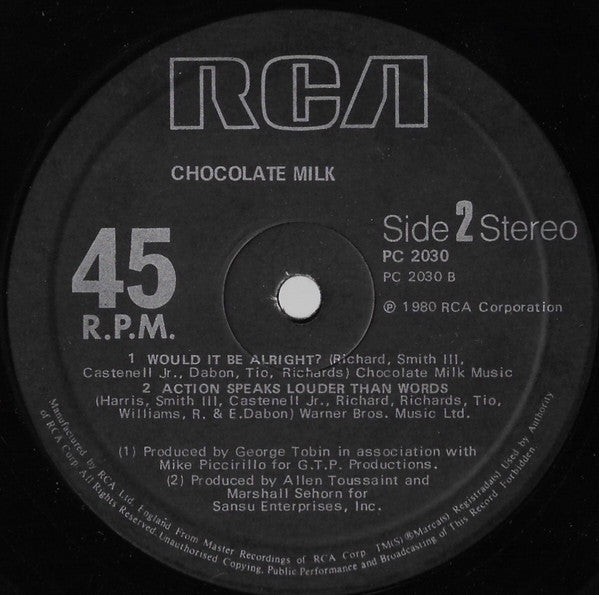 RCA
CHOCOLATE MILK
45
R.P.M.
Side 2 Stereo
PC 2030
PC 2030 B
℗ 1980 RCA Corporation
1 WOULD IT BE ALRIGHT? (Richard, Smith III,
Castenell Jr., Dabon, Tio, Richards) Chocolate Milk Music
2 ACTION SPEAKS LOUDER THAN WORDS
(Harris, Smith III, Castenell Jr., Richard, Richards, Tio,
Williams, R. & E.Dabon) Warner Bros. Music Ltd.
(1) Produced by George Tobin in association with
Mike Piccirillo for G.T.P. Productions.
(2) Produced by Allen Toussaint and
Marshall Sehorn for
Sansu Enterprises, Inc.
Manufactured by RCA Ltd. England From Master Recordings of RCA Corp. TM(S)®Marca(s) Registrada(s) Used by Authority
of RCA Corp All Rights Reserved. Unauthorised Copying, Public Performance and Broadcasting of This Record Forbidden.